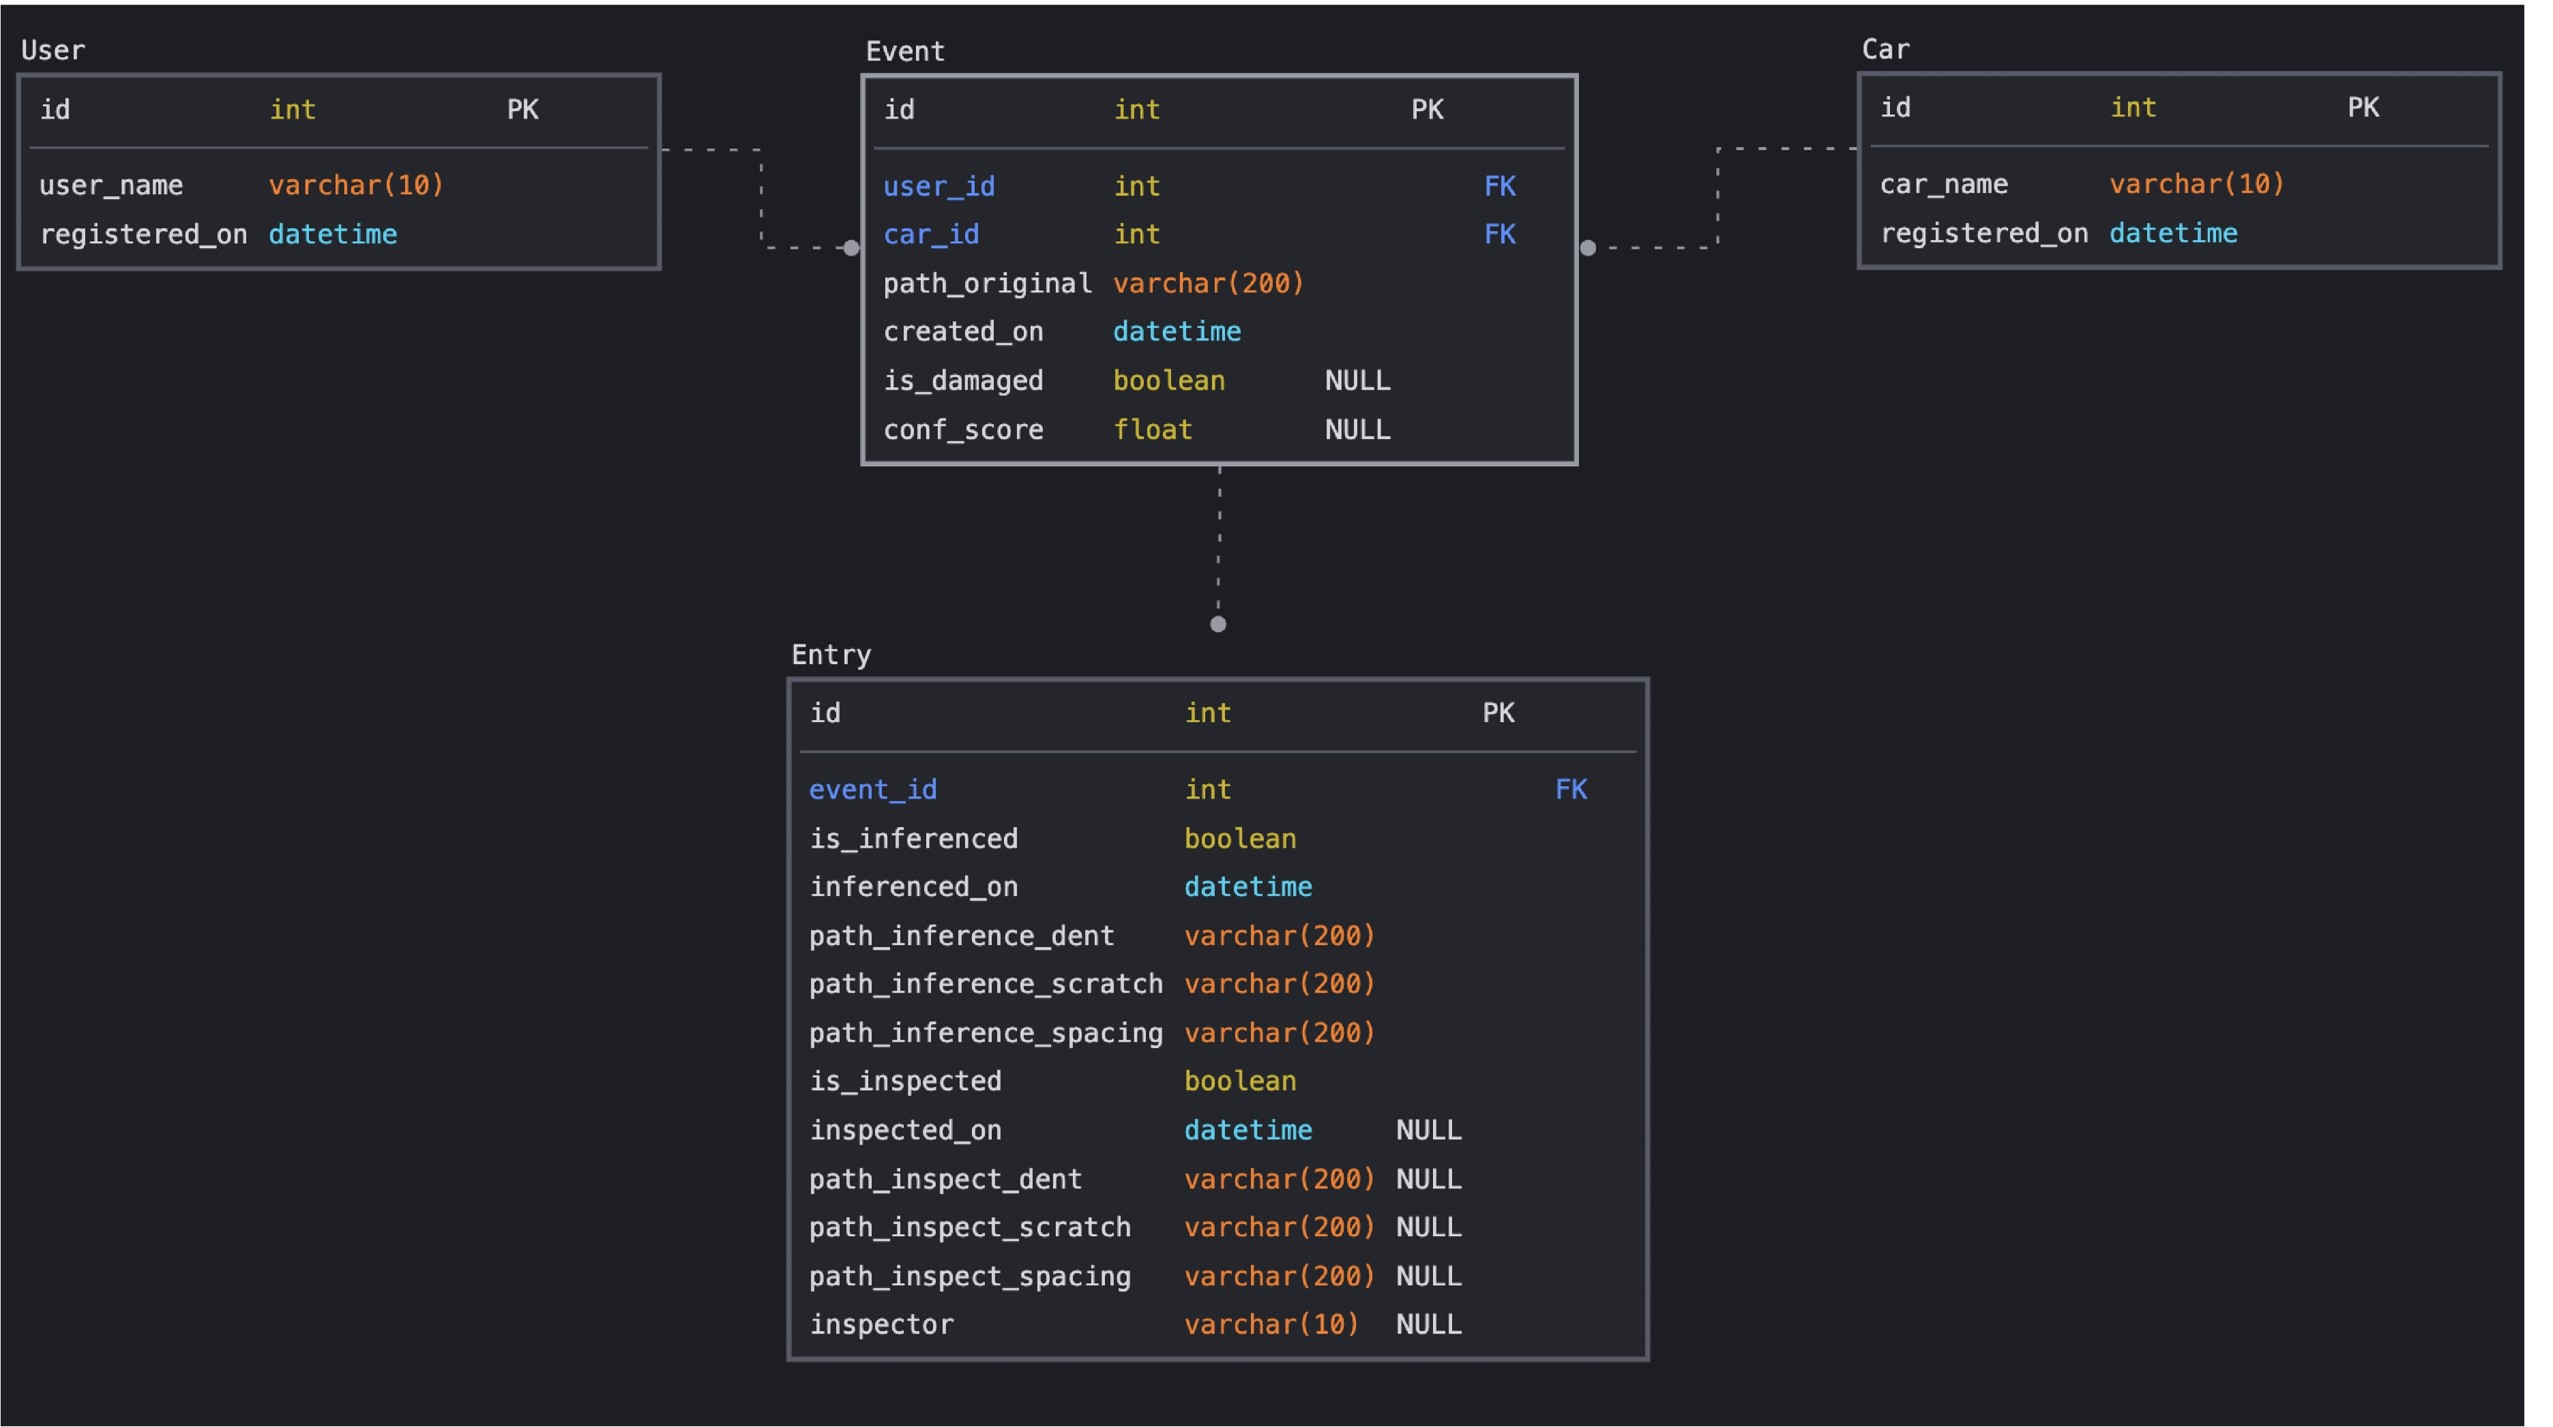 User
id int PK
user_name varchar(10)
registered_on datetime
Event
id int PK
user_id int FK
car_id int FK
path_original varchar(200)
created_on datetime
is_damaged boolean NULL
conf_score float NULL
Car
id int PK
car_name varchar(10)
registered_on datetime
Entry
id int PK
event_id int FK
is_inferenced boolean
inferenced_on datetime
path_inference_dent varchar(200)
path_inference_scratch varchar(200)
path_inference_spacing varchar(200)
is_inspected boolean
inspected_on datetime NULL
path_inspect_dent varchar(200) NULL
path_inspect_scratch varchar(200) NULL
path_inspect_spacing varchar(200) NULL
inspector varchar(10) NULL